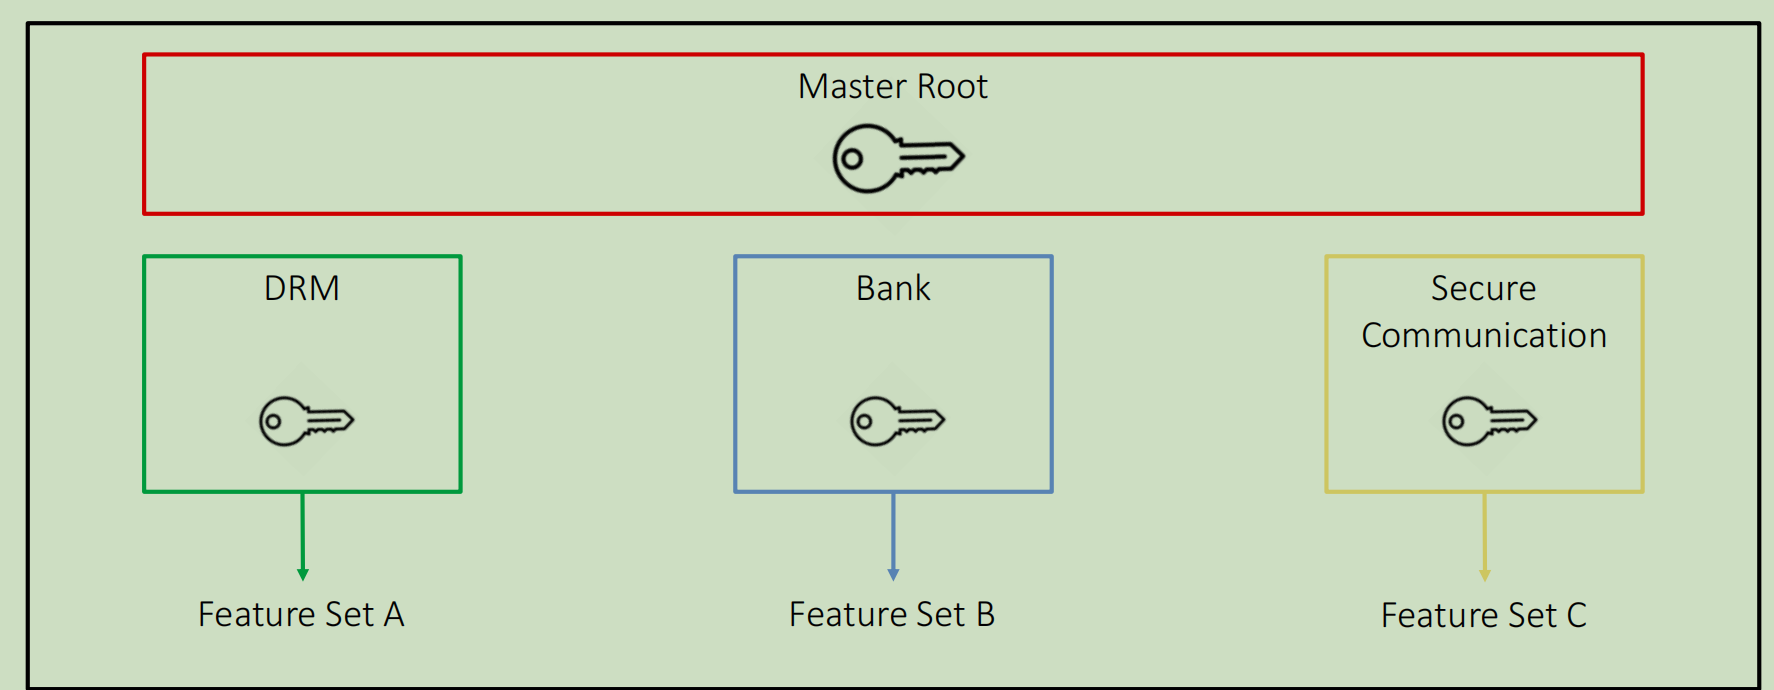 Master Root
DRM
Bank
Secure
Communication
Feature Set A
Feature Set B
Feature Set C